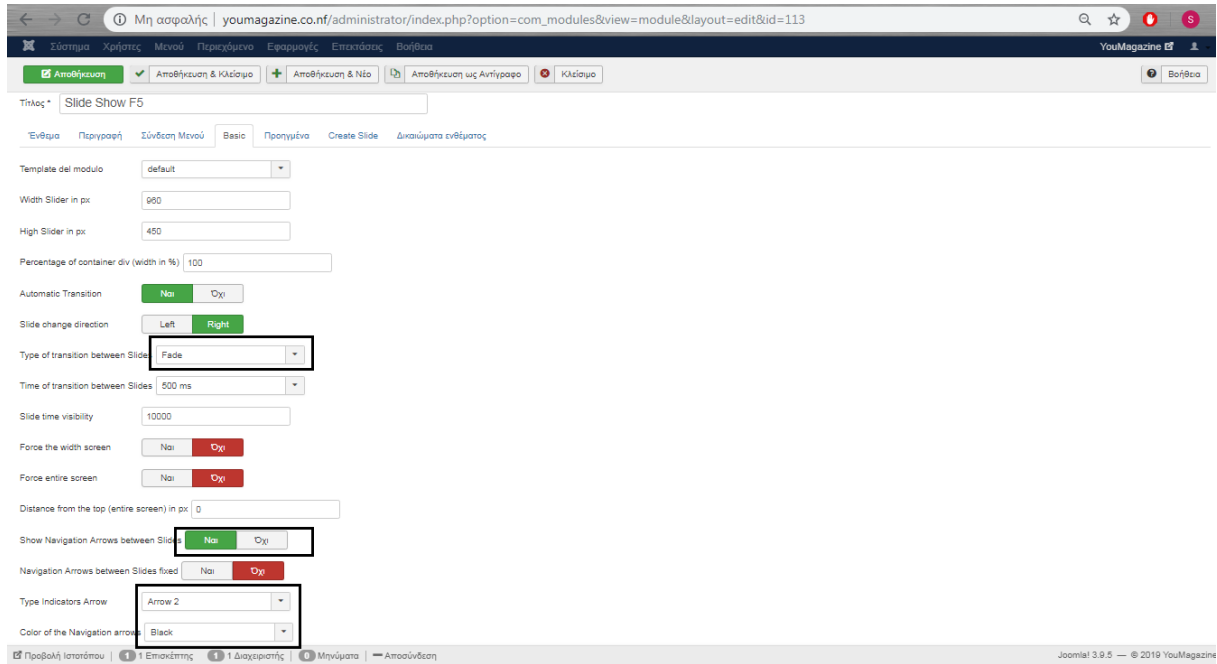 Μη ασφαλής | youmagazine.co.nf/administrator/index.php?option=com_modules&view=module&layout=edit&id=113 S
Σύστημα Χρήστες Μενού Περιεχόμενο Εφαρμογές Επεκτάσεις Βοήθεια YouMagazine
Αποθήκευση Αποθήκευση & Κλείσιμο Αποθήκευση & Νέο Αποθήκευση ως Αντίγραφο Κλείσιμο Βοήθεια
Τίτλος * Slide Show F5
Ένθεμα Περιγραφή Σύνδεση Μενού Basic Προηγμένα Create Slide Δικαιώματα ενθέματος
Template del modulo default
Width Slider in px 960
High Slider in px 450
Percentage of container div (width in %) 100
Automatic Transition Ναι Όχι
Slide change direction Left Right
Type of transition between Slides Fade
Time of transition between Slides 500 ms
Slide time visibility 10000
Force the width screen Ναι Όχι
Force entire screen Ναι Όχι
Distance from the top (entire screen) in px 0
Show Navigation Arrows between Slides Ναι Όχι
Navigation Arrows between Slides fixed Ναι Όχι
Type Indicators Arrow Arrow 2
Color of the Navigation arrows Black
Προβολή Ιστοτόπου | 1 1 Επισκέπτης 1 1 Διαχειριστής | 0 Μηνύματα | Αποσύνδεση Joomla! 3.9.5 — © 2019 YouMagazine